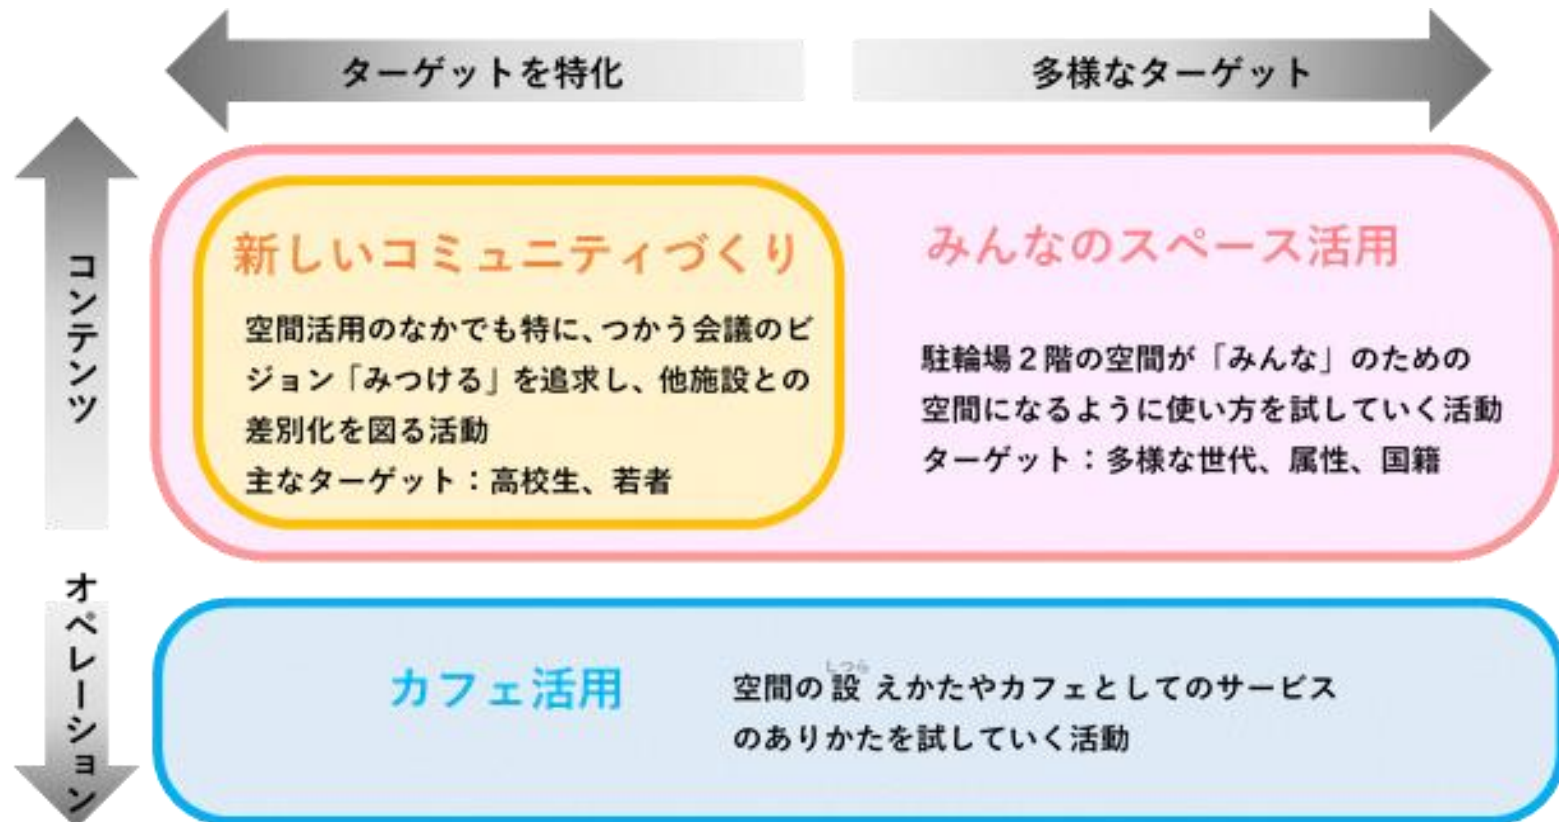 ターゲットを特化
多様なターゲット
コンテンツ
オペレーション
新しいコミュニティづくり
空間活用のなかでも特に、つかう会議のビ
ジョン「みつける」を追求し、他施設との
差別化を図る活動
主なターゲット：高校生、若者
みんなのスペース活用
駐輪場２階の空間が「みんな」のための
空間になるように使い方を試していく活動
ターゲット：多様な世代、属性、国籍
カフェ活用
しつら
空間の設 えかたやカフェとしてのサービス
のありかたを試していく活動